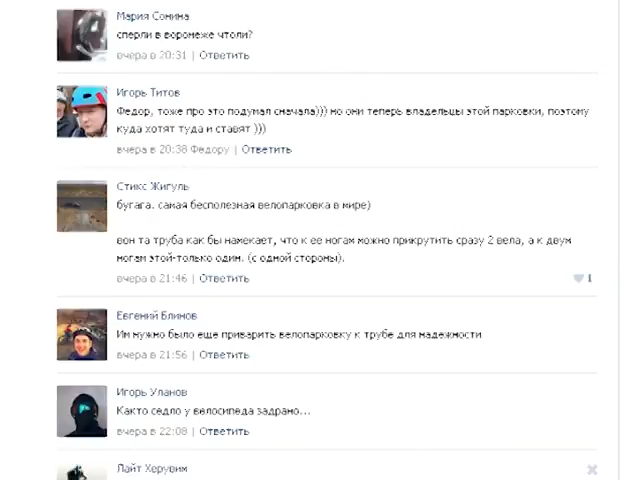 Мария Сонина
сперли в воронеже чтоли?
вчера в 20:31 | Ответить
Игорь Титов
Федор, тоже про это подумал сначала))) но они теперь владельцы этой парковки, поэтому
куда хотят туда и ставят )))
вчера в 20:38 Федору | Ответить
Стикс Жигуль
бугага. самая бесполезная велопарковка в мире)
вон та труба как бы намекает, что к ее ногам можно прикрутить сразу 2 вела, а к двум
ногам этой-только один. (с одной стороны).
вчера в 21:46 | Ответить
1
Евгений Блинов
Им нужно было еще приварить велопарковку к трубе для надежности
вчера в 21:56 | Ответить
Игорь Уланов
Както седло у велосипеда задрано...
вчера в 22:08 | Ответить
Лайт Херувим